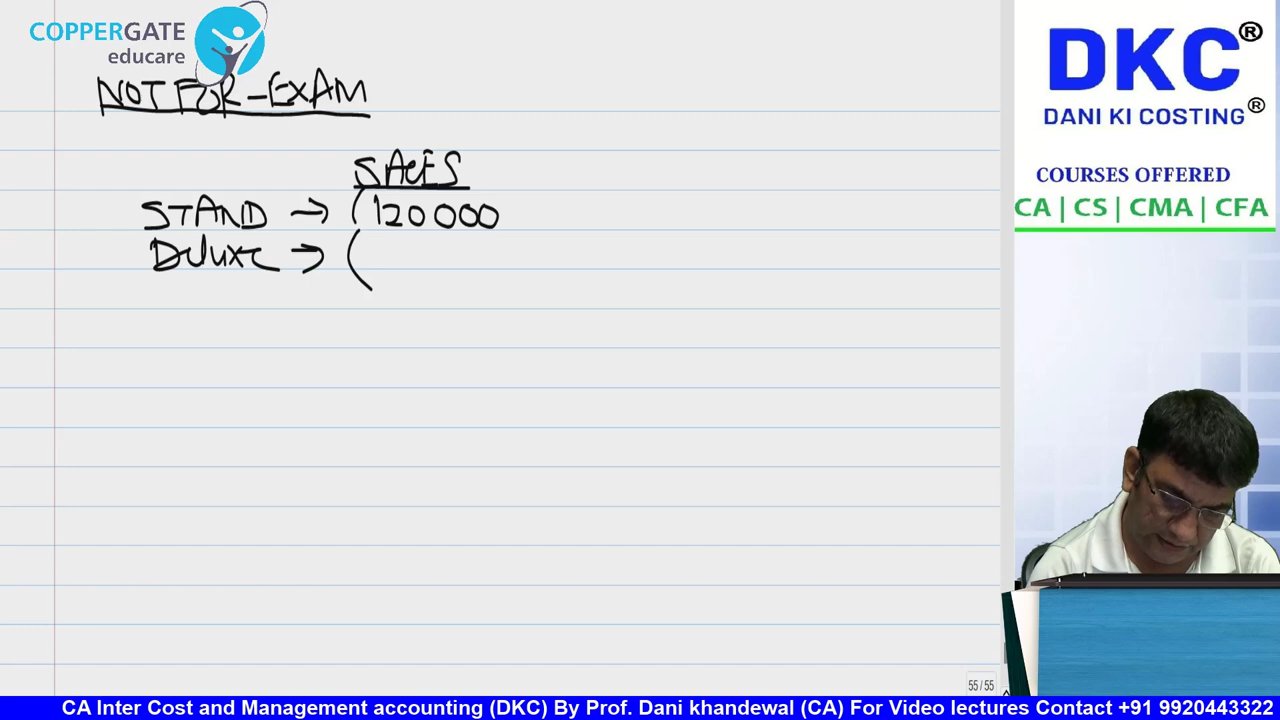 COPPERGATE
educare
NOT FOR - EXAM
SALES
STAND → (120000
Deluxe → (
DKC®
DANI KI COSTING®
COURSES OFFERED
CA | CS | CMA | CFA
55 / 55
CA Inter Cost and Management accounting (DKC) By Prof. Dani khandewal (CA) For Video lectures Contact +91 9920443322